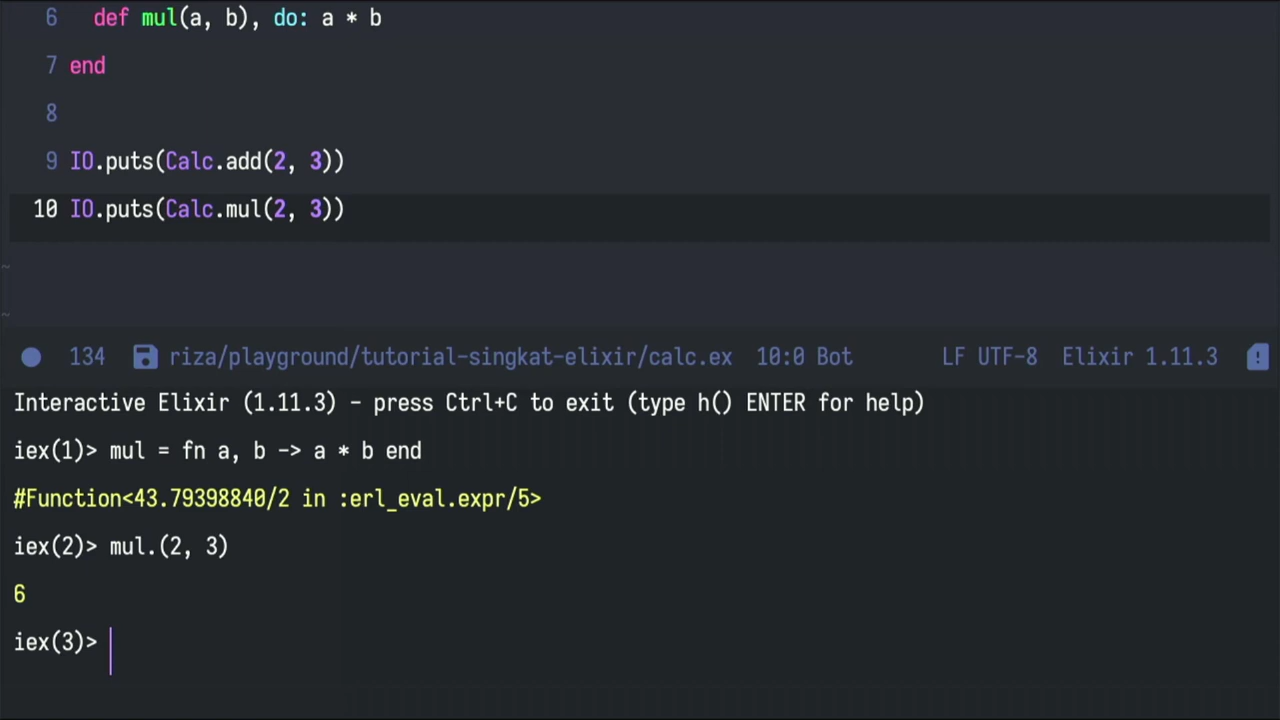 6 def mul(a, b), do: a * b
7 end
8
9 IO.puts(Calc.add(2, 3))
10 IO.puts(Calc.mul(2, 3))
~
~
134 riza/playground/tutorial-singkat-elixir/calc.ex 10:0 Bot LF UTF-8 Elixir 1.11.3
Interactive Elixir (1.11.3) - press Ctrl+C to exit (type h() ENTER for help)
iex(1)> mul = fn a, b -> a * b end
#Function<43.79398840/2 in :erl_eval.expr/5>
iex(2)> mul.(2, 3)
6
iex(3)>